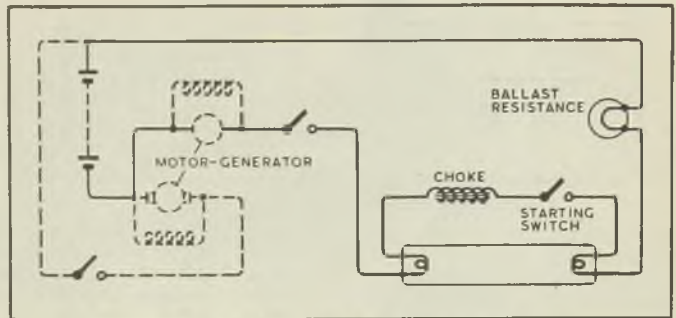 BALLAST
RESISTANCE
MOTOR-GENERATOR
CHOKE
STARTING
SWITCH